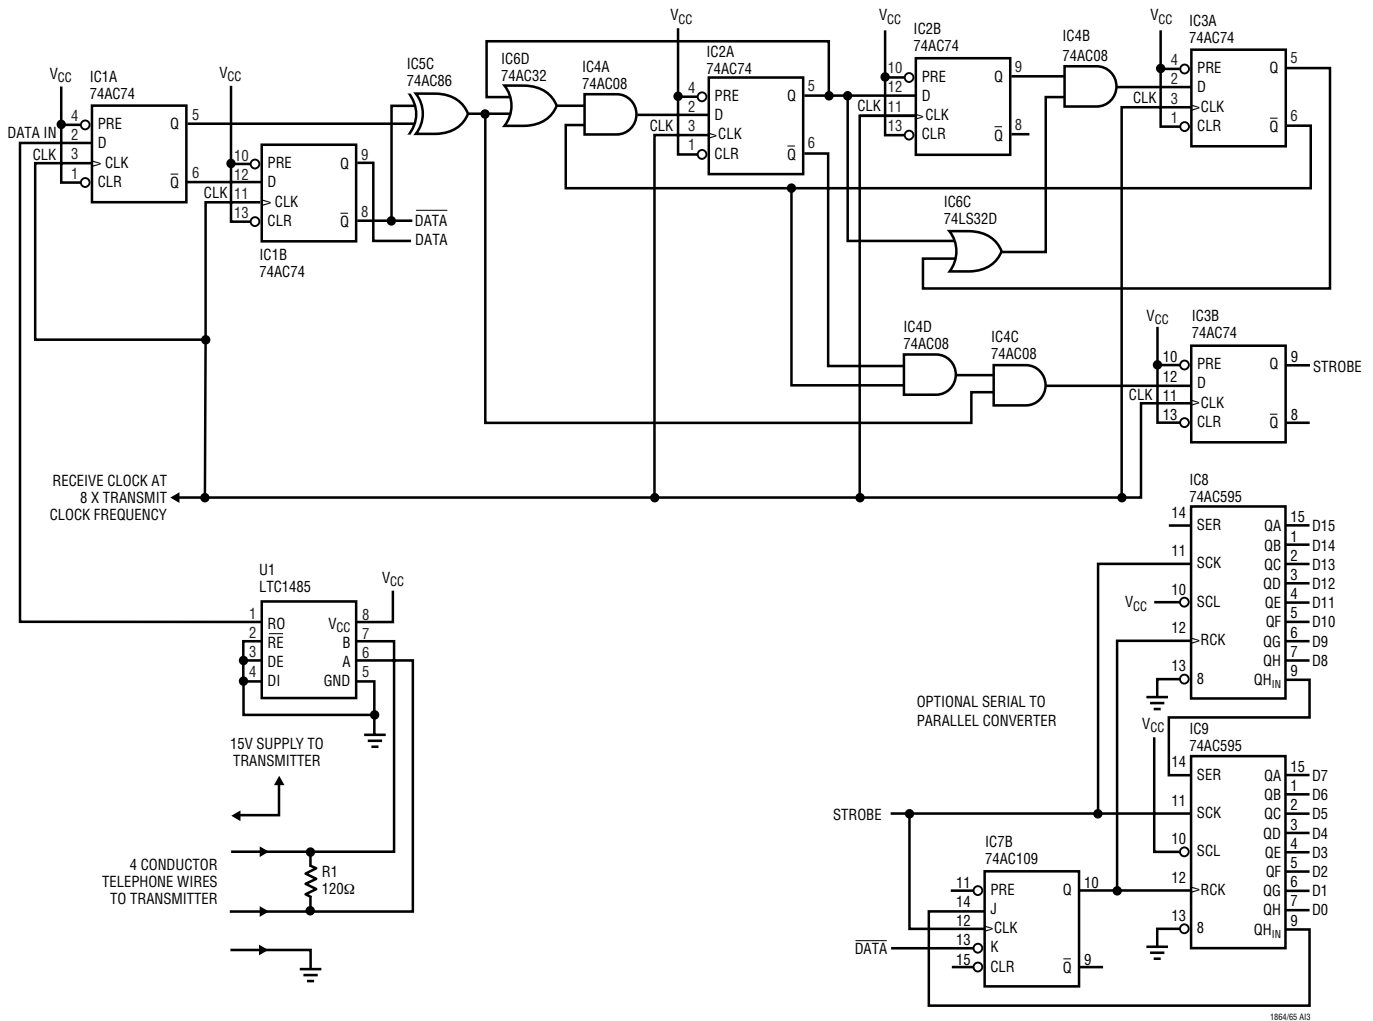 VCC
IC1A
74AC74
4
PRE
Q
5
DATA IN
2
D
CLK
3
CLK
1
CLR
Q
6
VCC
10
PRE
Q
9
12
D
CLK
11
CLK
13
CLR
Q
8
IC1B
74AC74
DATA
DATA
IC5C
74AC86
IC6D
74AC32
IC4A
74AC08
VCC
IC2A
74AC74
4
PRE
Q
5
2
D
CLK
3
CLK
1
CLR
Q
6
VCC
IC2B
74AC74
10
PRE
Q
9
12
D
CLK
11
CLK
13
CLR
Q
8
IC4B
74AC08
VCC
IC3A
74AC74
4
PRE
Q
5
2
D
CLK
3
CLK
1
CLR
Q
6
IC6C
74LS32D
IC4D
74AC08
IC4C
74AC08
VCC
IC3B
74AC74
10
PRE
Q
9
STROBE
12
D
CLK
11
CLK
13
CLR
Q
8
RECEIVE CLOCK AT
8 X TRANSMIT
CLOCK FREQUENCY
U1
LTC1485
VCC
1
RO
VCC
8
2
RE
B
7
3
DE
A
6
4
DI
GND
5
15V SUPPLY TO
TRANSMITTER
4 CONDUCTOR
TELEPHONE WIRES
TO TRANSMITTER
R1
120Ω
IC8
74AC595
14
SER
QA
15
D15
QB
1
D14
11
SCK
QC
2
D13
QD
3
D12
VCC
10
SCL
QE
4
D11
QF
5
D10
12
RCK
QG
6
D9
QH
7
D8
13
8
QHIN
9
OPTIONAL SERIAL TO
PARALLEL CONVERTER
VCC
IC9
74AC595
14
SER
QA
15
D7
QB
1
D6
11
SCK
QC
2
D5
QD
3
D4
10
SCL
QE
4
D3
QF
5
D2
12
RCK
QG
6
D1
QH
7
D0
13
8
QHIN
9
STROBE
IC7B
74AC109
11
PRE
Q
10
14
J
12
CLK
DATA
13
K
15
CLR
Q
9
1864/65 AI3